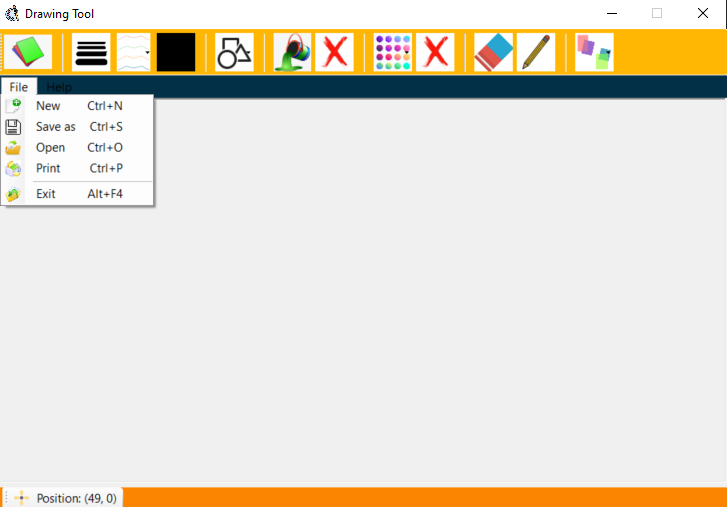 Drawing Tool
File Help
New Ctrl+N
Save as Ctrl+S
Open Ctrl+O
Print Ctrl+P
Exit Alt+F4
Position: (49, 0)